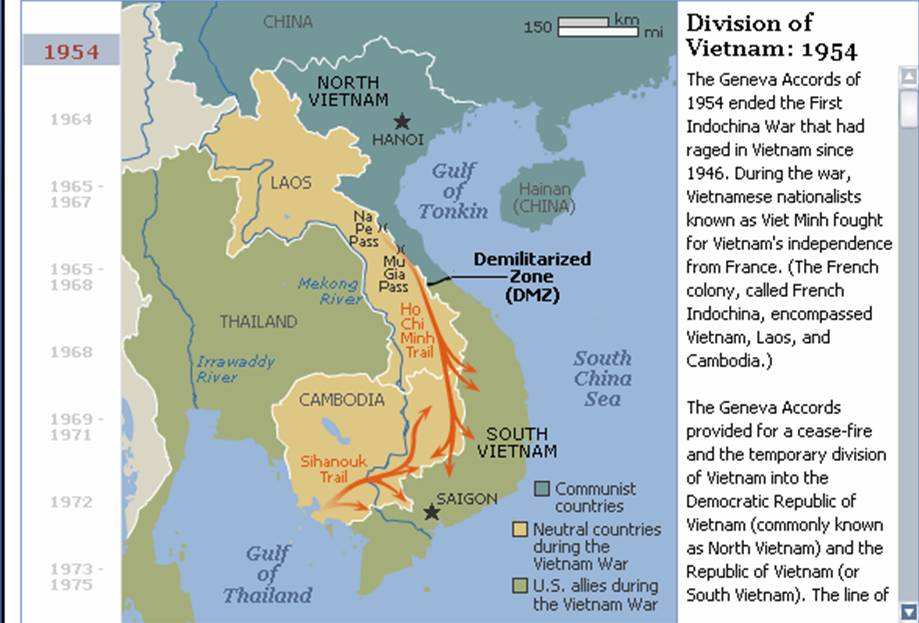 1954
1964
1965 -
1967
1965 -
1968
1968
1969 -
1971
1972
1973 -
1975
CHINA
150
km
mi
NORTH
VIETNAM
HANOI
LAOS
Gulf
of
Tonkin
Hainan
(CHINA)
Na
Pe
Pass
Mu
Gia
Pass
Demilitarized
Zone
(DMZ)
Mekong
River
THAILAND
Ho
Chi
Minh
Trail
Irrawaddy
River
South
China
Sea
CAMBODIA
SOUTH
VIETNAM
Sihanouk
Trail
SAIGON
Gulf
of
Thailand
Communist
countries
Neutral countries
during the
Vietnam War
U.S. allies during
the Vietnam War
Division of
Vietnam: 1954
The Geneva Accords of
1954 ended the First
Indochina War that had
raged in Vietnam since
1946. During the war,
Vietnamese nationalists
known as Viet Minh fought
for Vietnam's independence
from France. (The French
colony, called French
Indochina, encompassed
Vietnam, Laos, and
Cambodia.)
The Geneva Accords
provided for a cease-fire
and the temporary division
of Vietnam into the
Democratic Republic of
Vietnam (commonly known
as North Vietnam) and the
Republic of Vietnam (or
South Vietnam). The line of